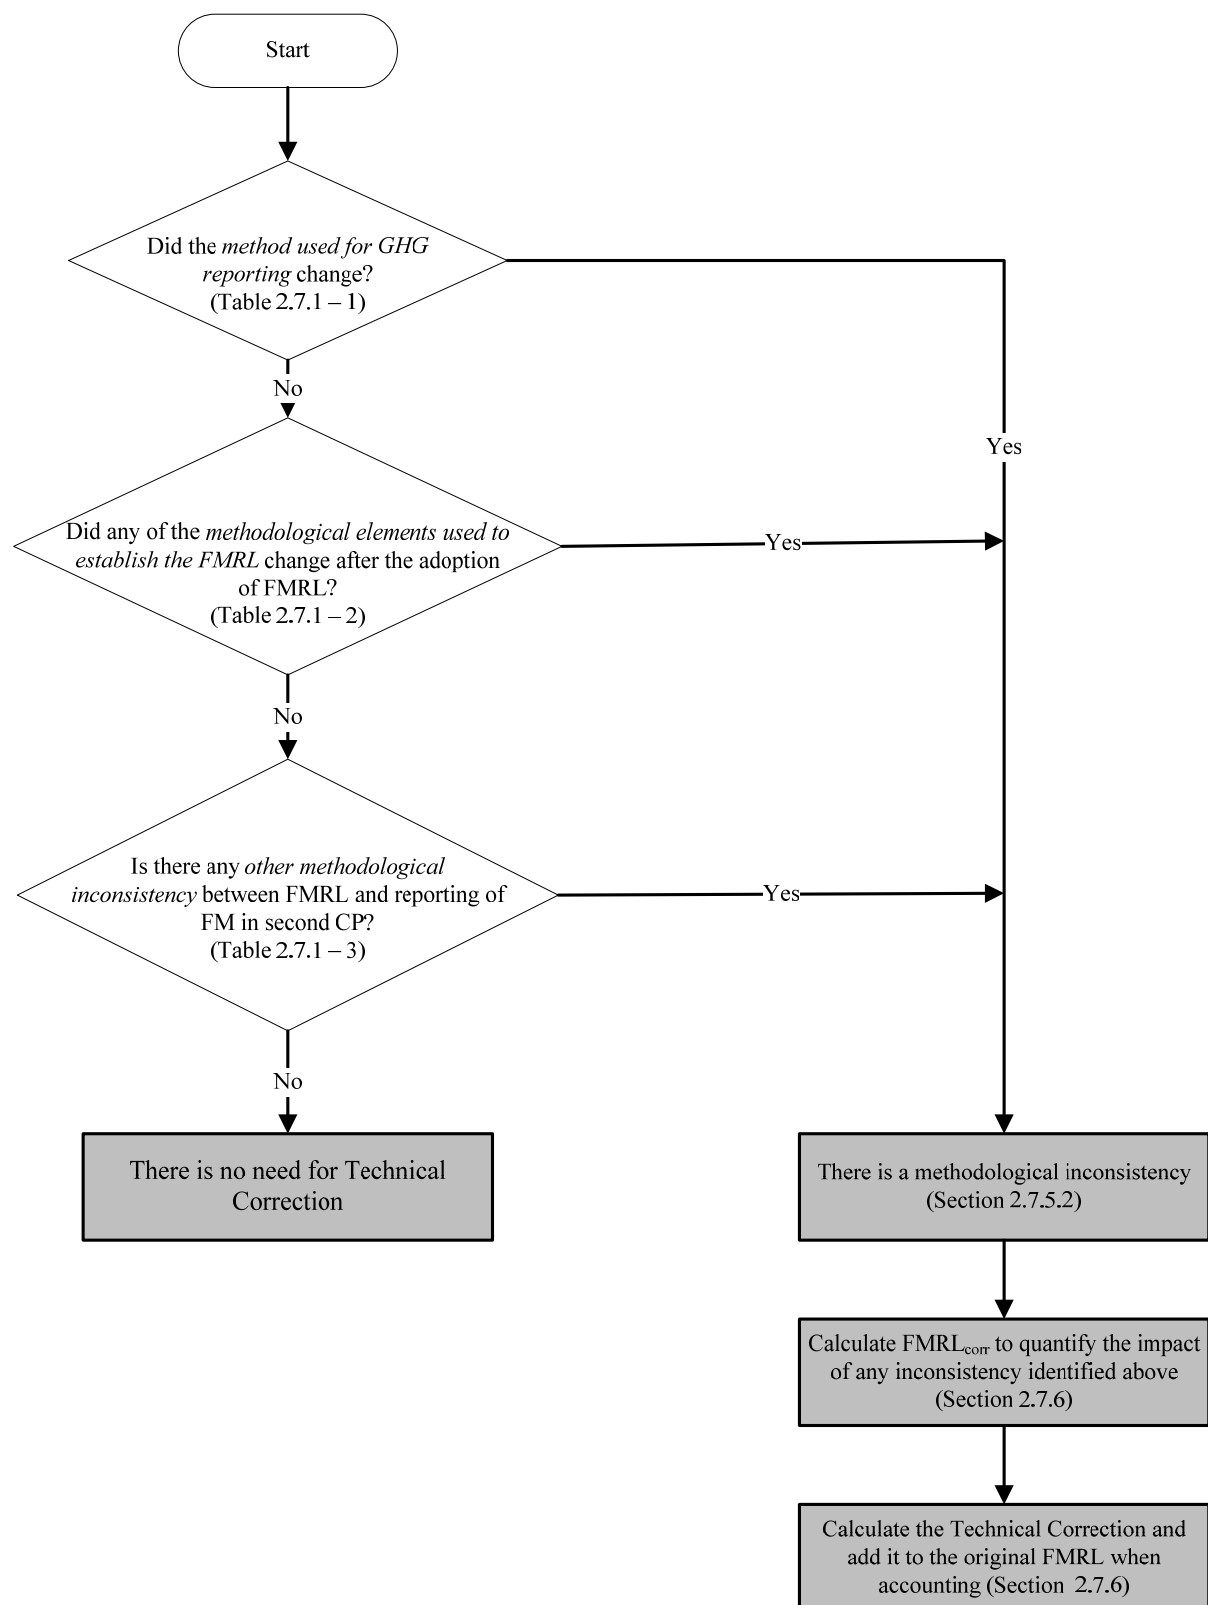 Start
Did the method used for GHG
reporting change?
(Table 2.7.1 – 1)
No
Yes
Did any of the methodological elements used to
establish the FMRL change after the adoption
of FMRL?
(Table 2.7.1 – 2)
Yes
No
Is there any other methodological
inconsistency between FMRL and reporting of
FM in second CP?
(Table 2.7.1 – 3)
Yes
No
There is no need for Technical
Correction
There is a methodological inconsistency
(Section 2.7.5.2)
Calculate FMRLcorr to quantify the impact
of any inconsistency identified above
(Section 2.7.6)
Calculate the Technical Correction and
add it to the original FMRL when
accounting (Section 2.7.6)